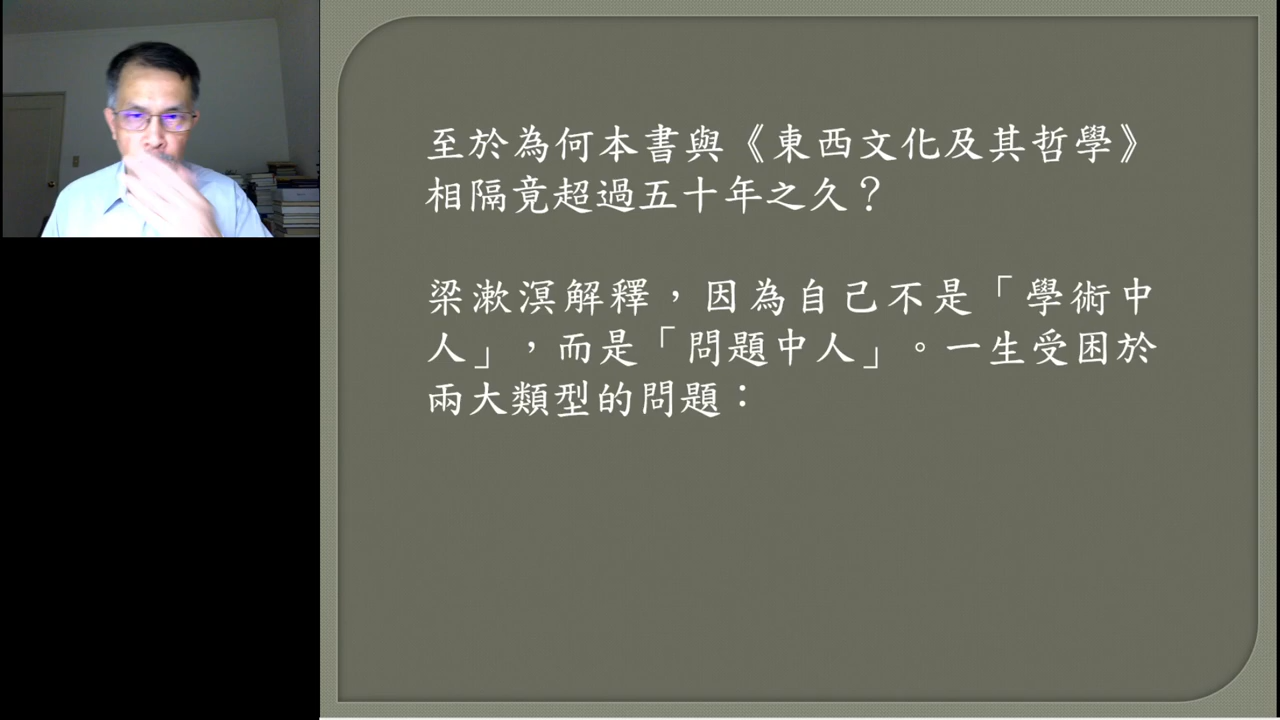 至於為何本書與《東西文化及其哲學》
相隔竟超過五十年之久？
梁漱溟解釋，因為自己不是「學術中
人」，而是「問題中人」。一生受困於
兩大類型的問題：